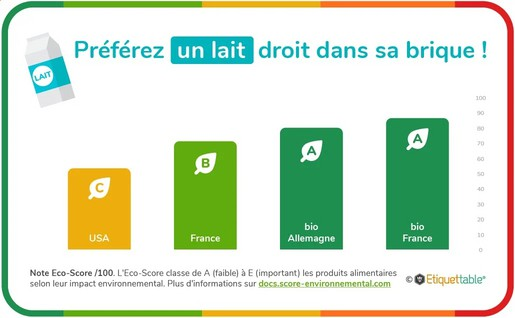 Préférez un lait droit dans sa brique !
LAIT
100
90
80
70
60
50
40
30
20
10
0
C
B
A
A
USA
France
bio
Allemagne
bio
France
Note Eco-Score /100. L'Eco-Score classe de A (faible) à E (important) les produits alimentaires
selon leur impact environnemental. Plus d'informations sur docs.score-environnemental.com
© Etiquettable